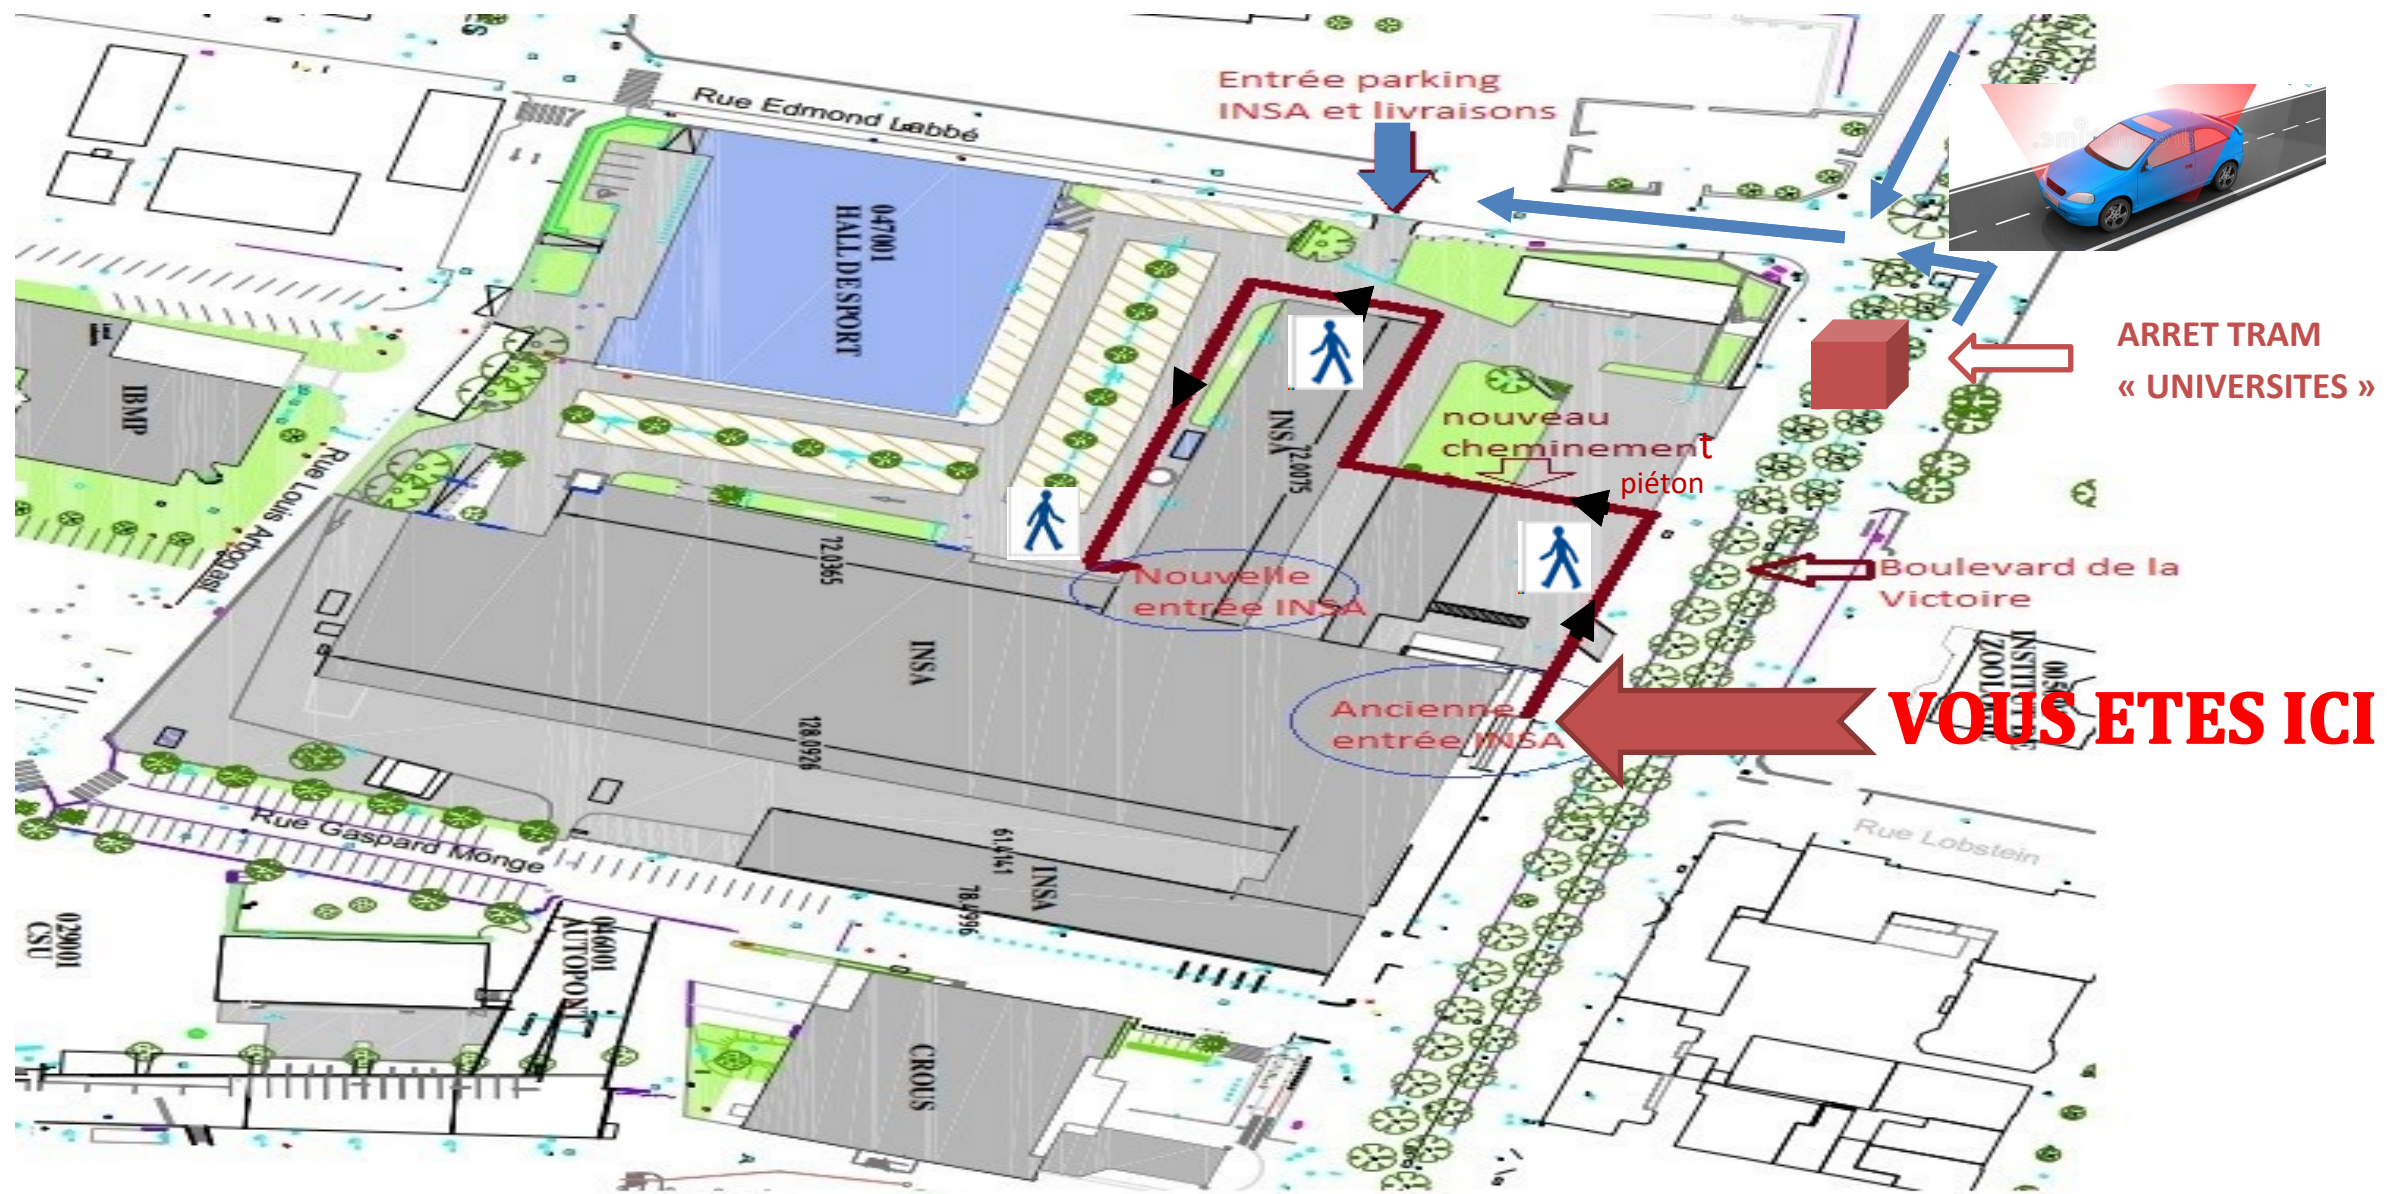 Entrée parking
INSA et livraisons
Rue Edmond Labbé
047001
HALL DE SPORT
ARRET TRAM
« UNIVERSITES »
nouveau
cheminement
piéton
INSA
72.0075
IBMP
Rue Louis Arbogast
72.0365
Nouvelle
entrée INSA
Boulevard de la
Victoire
INSA
Ancienne
entrée INSA
VOUS ETES ICI
128.0926
Rue Gaspard Monge
61.4141
INSA
78.4996
Rue Lobstein
029001
CSU
046001
AUTOPONT
CROUS